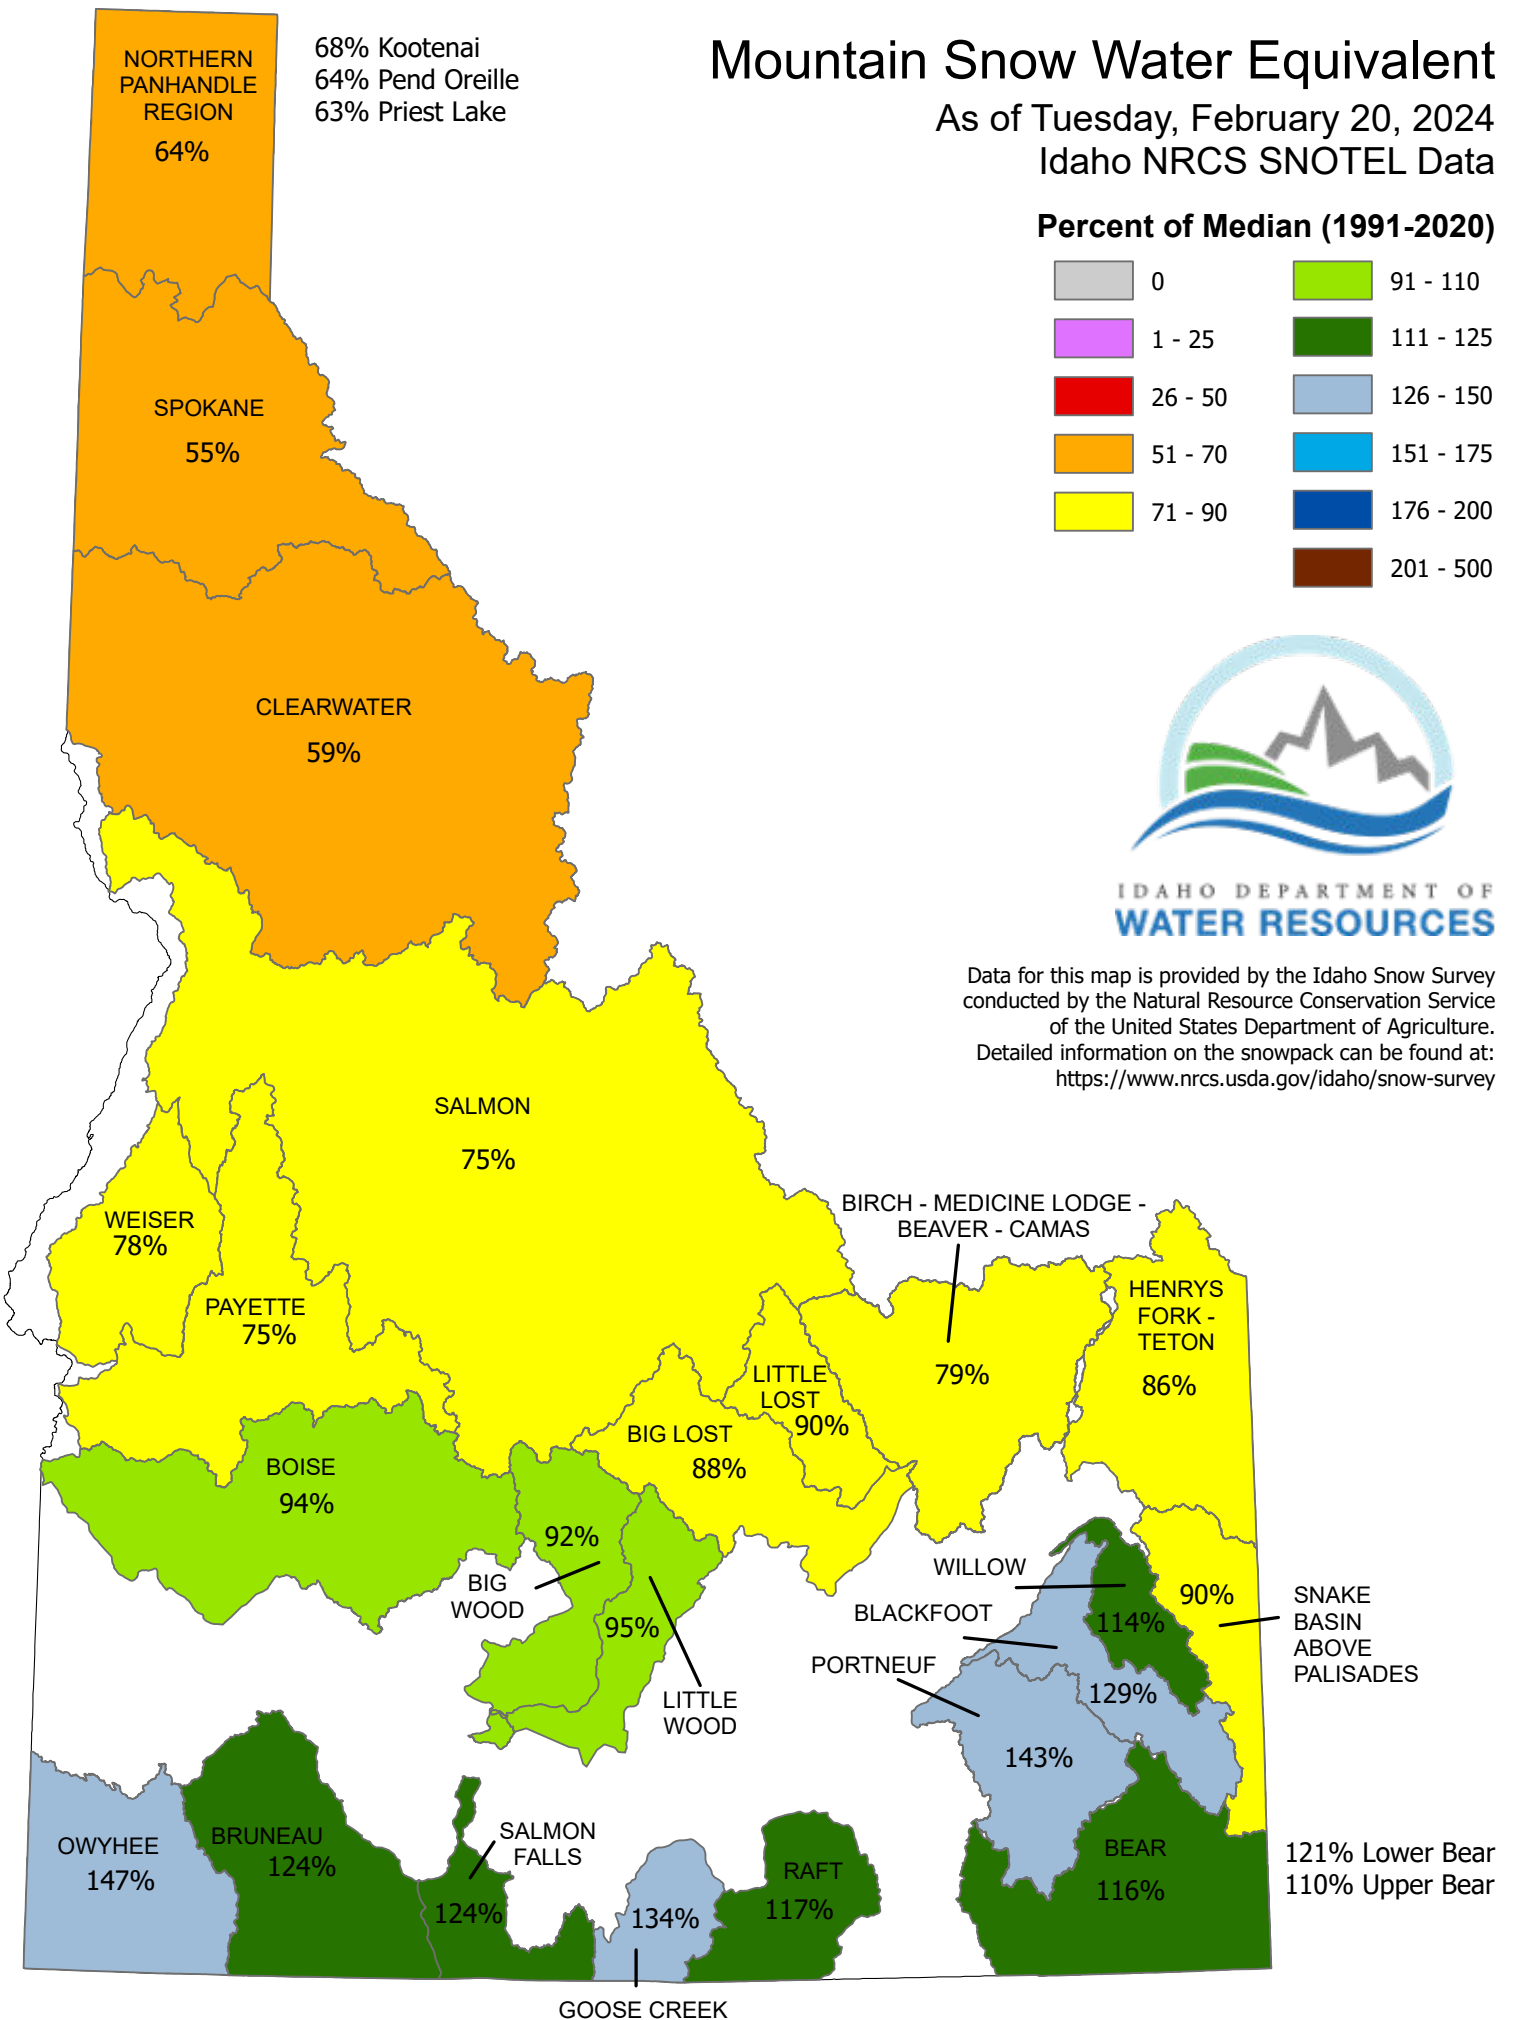 Mountain Snow Water Equivalent
As of Tuesday, February 20, 2024
Idaho NRCS SNOTEL Data
Percent of Median (1991-2020)
0
1 - 25
26 - 50
51 - 70
71 - 90
91 - 110
111 - 125
126 - 150
151 - 175
176 - 200
201 - 500
IDAHO DEPARTMENT OF
WATER RESOURCES
Data for this map is provided by the Idaho Snow Survey
conducted by the Natural Resource Conservation Service
of the United States Department of Agriculture.
Detailed information on the snowpack can be found at:
https://www.nrcs.usda.gov/idaho/snow-survey
NORTHERN
PANHANDLE
REGION
64%
68% Kootenai
64% Pend Oreille
63% Priest Lake
SPOKANE
55%
CLEARWATER
59%
SALMON
75%
WEISER
78%
PAYETTE
75%
BIRCH - MEDICINE LODGE -
BEAVER - CAMAS
79%
HENRYS
FORK -
TETON
86%
LITTLE
LOST
90%
BIG LOST
88%
BOISE
94%
92%
BIG
WOOD
95%
LITTLE
WOOD
WILLOW
114%
BLACKFOOT
129%
PORTNEUF
143%
90%
SNAKE
BASIN
ABOVE
PALISADES
OWYHEE
147%
BRUNEAU
124%
SALMON
FALLS
124%
134%
GOOSE CREEK
RAFT
117%
BEAR
116%
121% Lower Bear
110% Upper Bear